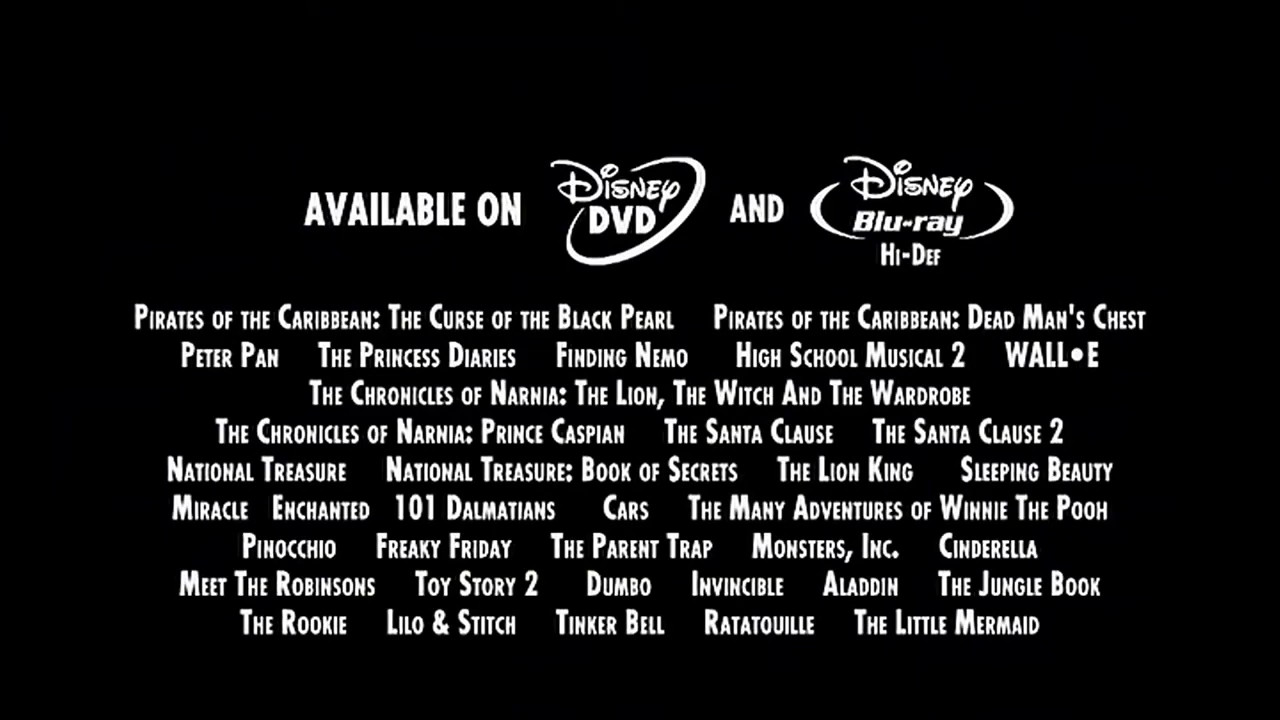 AVAILABLE ON DISNEY DVD AND DISNEY Blu-ray HI-DEF
PIRATES OF THE CARIBBEAN: THE CURSE OF THE BLACK PEARL PIRATES OF THE CARIBBEAN: DEAD MAN'S CHEST
PETER PAN THE PRINCESS DIARIES FINDING NEMO HIGH SCHOOL MUSICAL 2 WALL•E
THE CHRONICLES OF NARNIA: THE LION, THE WITCH AND THE WARDROBE
THE CHRONICLES OF NARNIA: PRINCE CASPIAN THE SANTA CLAUSE THE SANTA CLAUSE 2
NATIONAL TREASURE NATIONAL TREASURE: BOOK OF SECRETS THE LION KING SLEEPING BEAUTY
MIRACLE ENCHANTED 101 DALMATIANS CARS THE MANY ADVENTURES OF WINNIE THE POOH
PINOCCHIO FREAKY FRIDAY THE PARENT TRAP MONSTERS, INC. CINDERELLA
MEET THE ROBINSONS TOY STORY 2 DUMBO INVINCIBLE ALADDIN THE JUNGLE BOOK
THE ROOKIE LILO & STITCH TINKER BELL RATATOUILLE THE LITTLE MERMAID